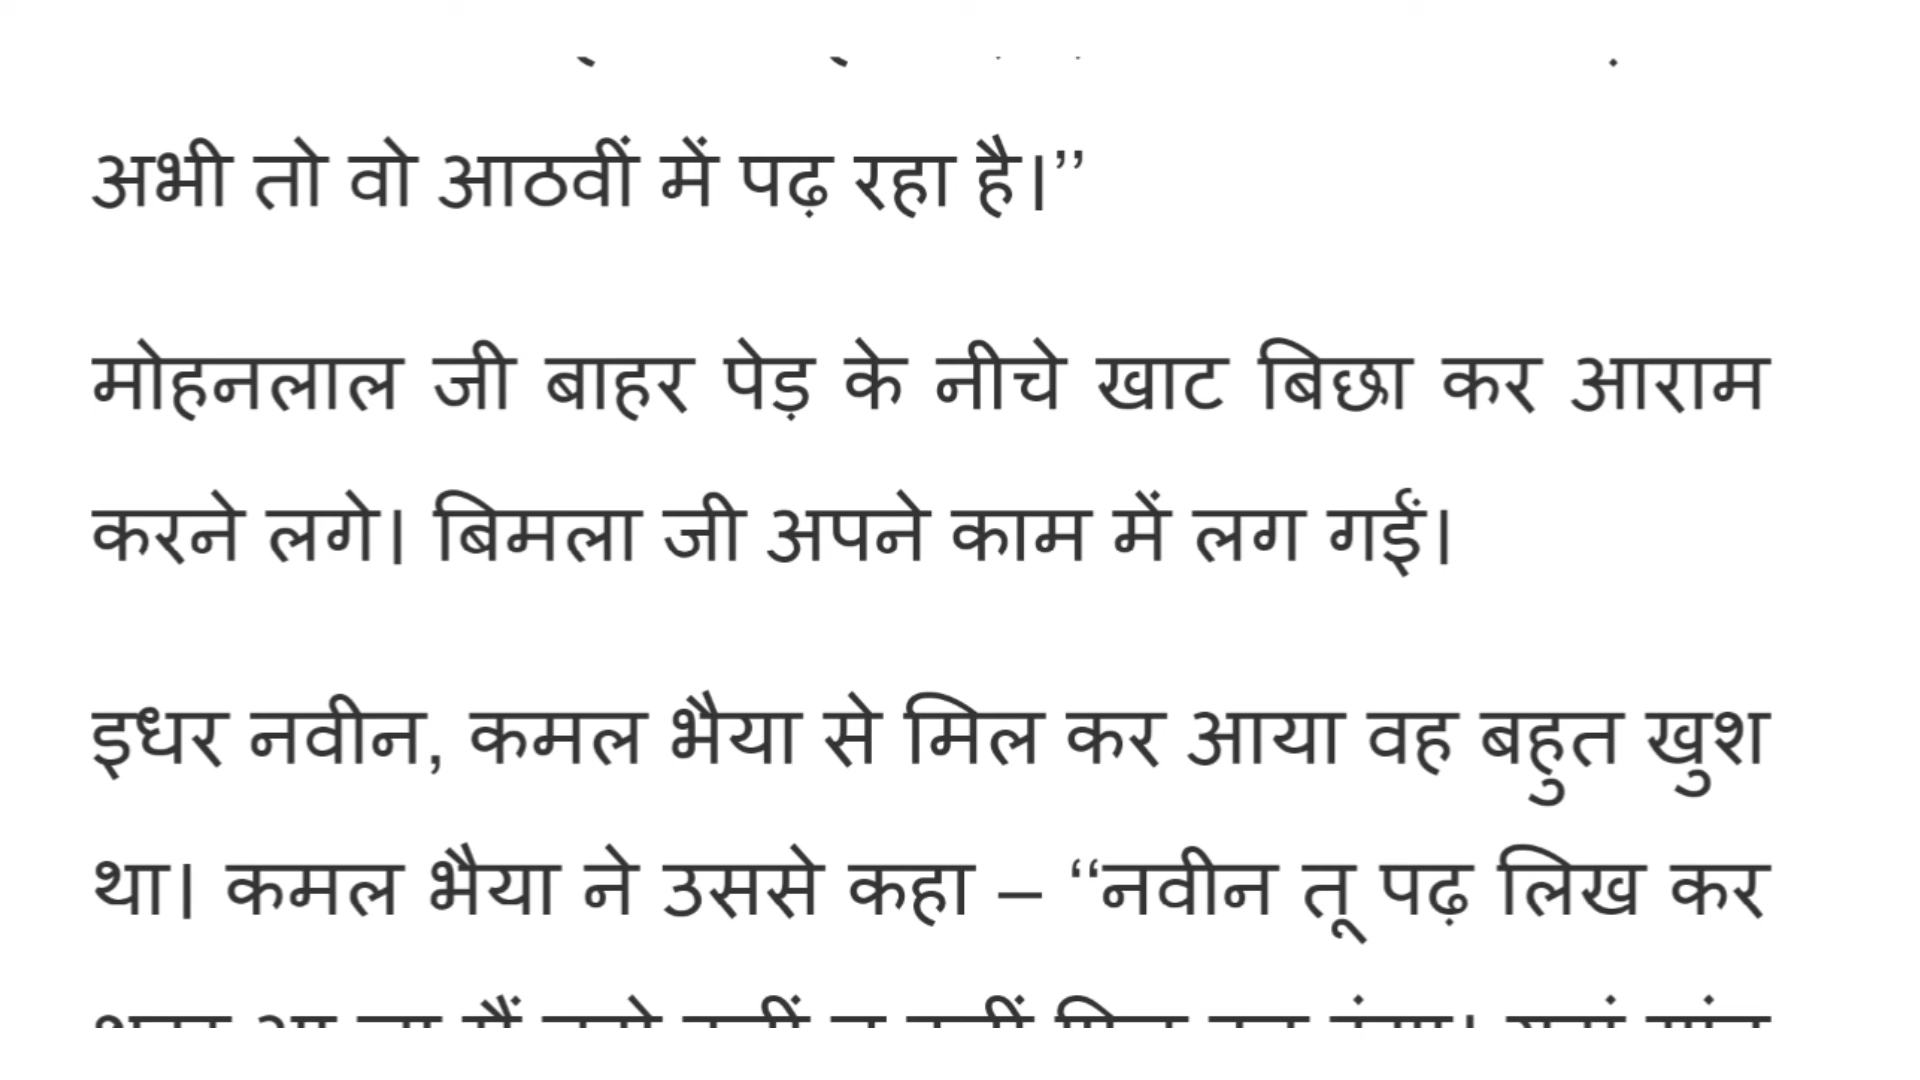 अभी तो वो आठवीं में पढ़ रहा है।’’
मोहनलाल जी बाहर पेड़ के नीचे खाट बिछा कर आराम
करने लगे। बिमला जी अपने काम में लग गईं।
इधर नवीन, कमल भैया से मिल कर आया वह बहुत खुश
था। कमल भैया ने उससे कहा – ‘‘नवीन तू पढ़ लिख कर